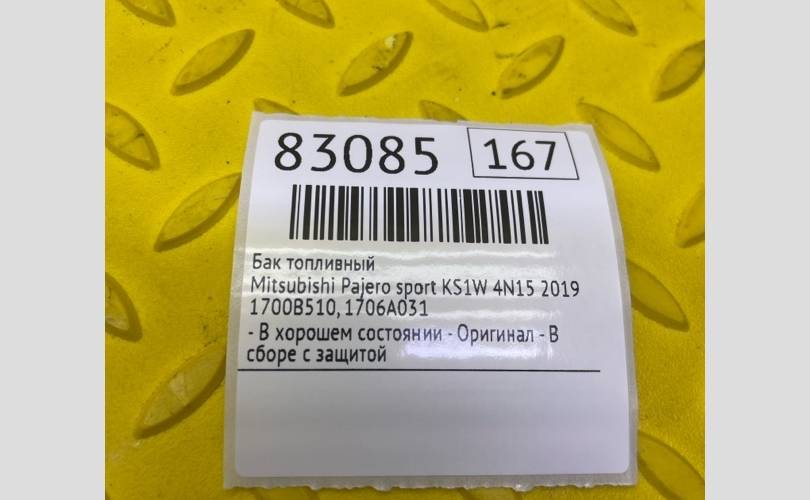 83085 167
Бак топливный
Mitsubishi Pajero sport KS1W 4N15 2019
1700B510, 1706A031
- В хорошем состоянии - Оригинал - В
сборе с защитой